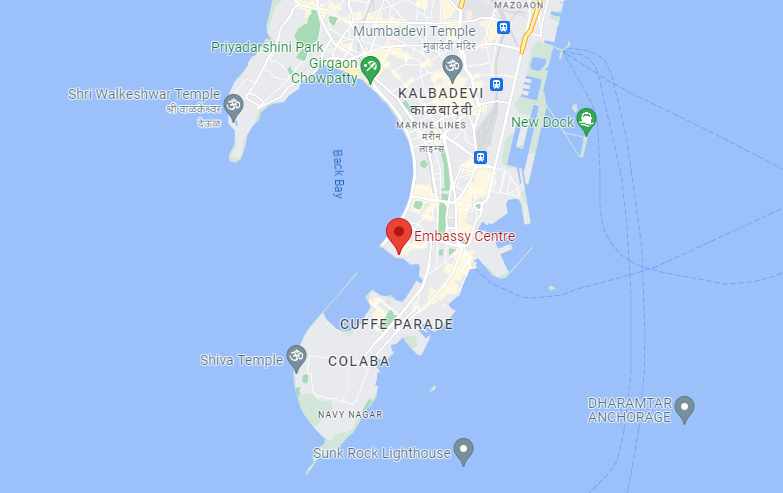 MAZGAON
Mumbadevi Temple
मुंबादेवी मंदिर
Priyadarshini Park
Girgaon
Chowpatty
Shri Walkeshwar Temple
श्री वाळकेश्वर
देऊळ
KALBADEVI
काळबादेवी
MARINE LINES
मरीन
लाइन्स
New Dock
Back Bay
Embassy Centre
CUFFE PARADE
Shiva Temple
COLABA
NAVY NAGAR
DHARAMTAR
ANCHORAGE
Sunk Rock Lighthouse